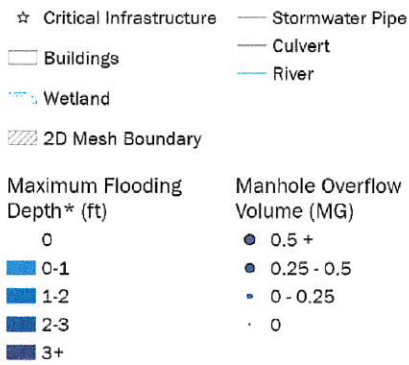 Critical Infrastructure
Buildings
Wetland
2D Mesh Boundary
Stormwater Pipe
Culvert
River
Maximum Flooding
Depth* (ft)
0
0-1
1-2
2-3
3+
Manhole Overflow
Volume (MG)
0.5 +
0.25 - 0.5
0 - 0.25
0